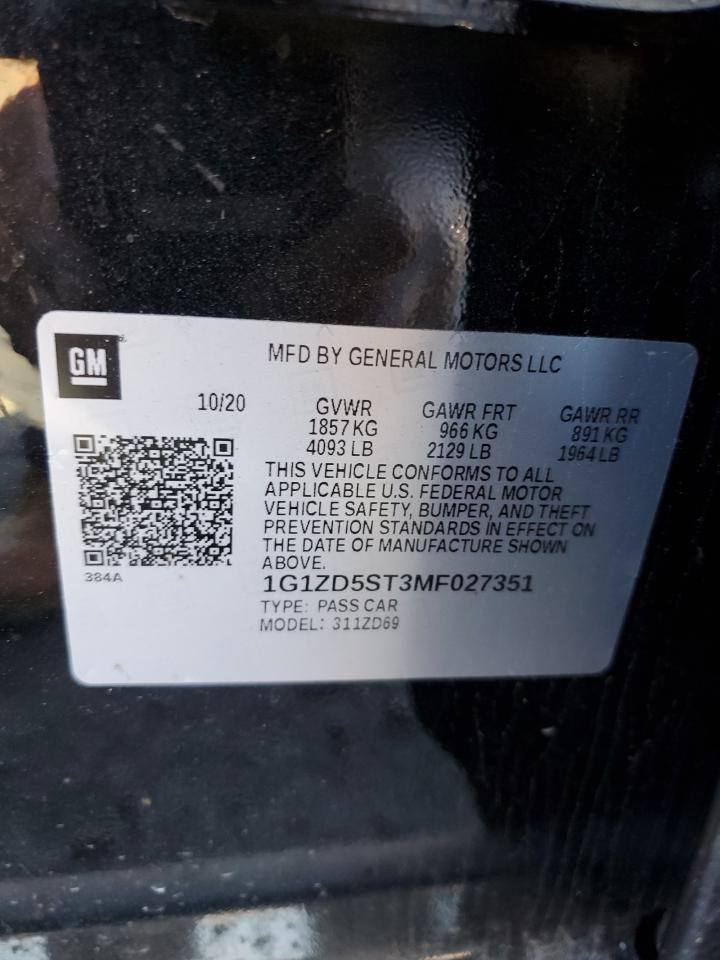 GM
MFD BY GENERAL MOTORS LLC
10/20 GVWR GAWR FRT GAWR RR
1857 KG 966 KG 891 KG
4093 LB 2129 LB 1964 LB
THIS VEHICLE CONFORMS TO ALL
APPLICABLE U.S. FEDERAL MOTOR
VEHICLE SAFETY, BUMPER, AND THEFT
PREVENTION STANDARDS IN EFFECT ON
THE DATE OF MANUFACTURE SHOWN
ABOVE.
384A
1G1ZD5ST3MF027351
TYPE: PASS CAR
MODEL: 311ZD69